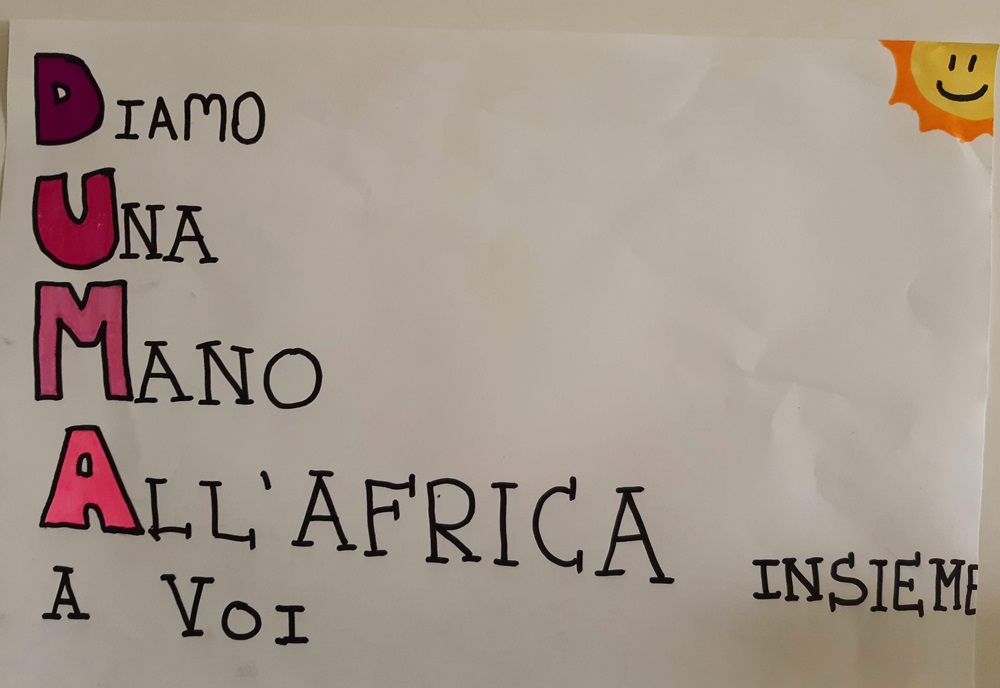 DIAMO
UNA
MANO
ALL'AFRICA INSIEME
A VOI